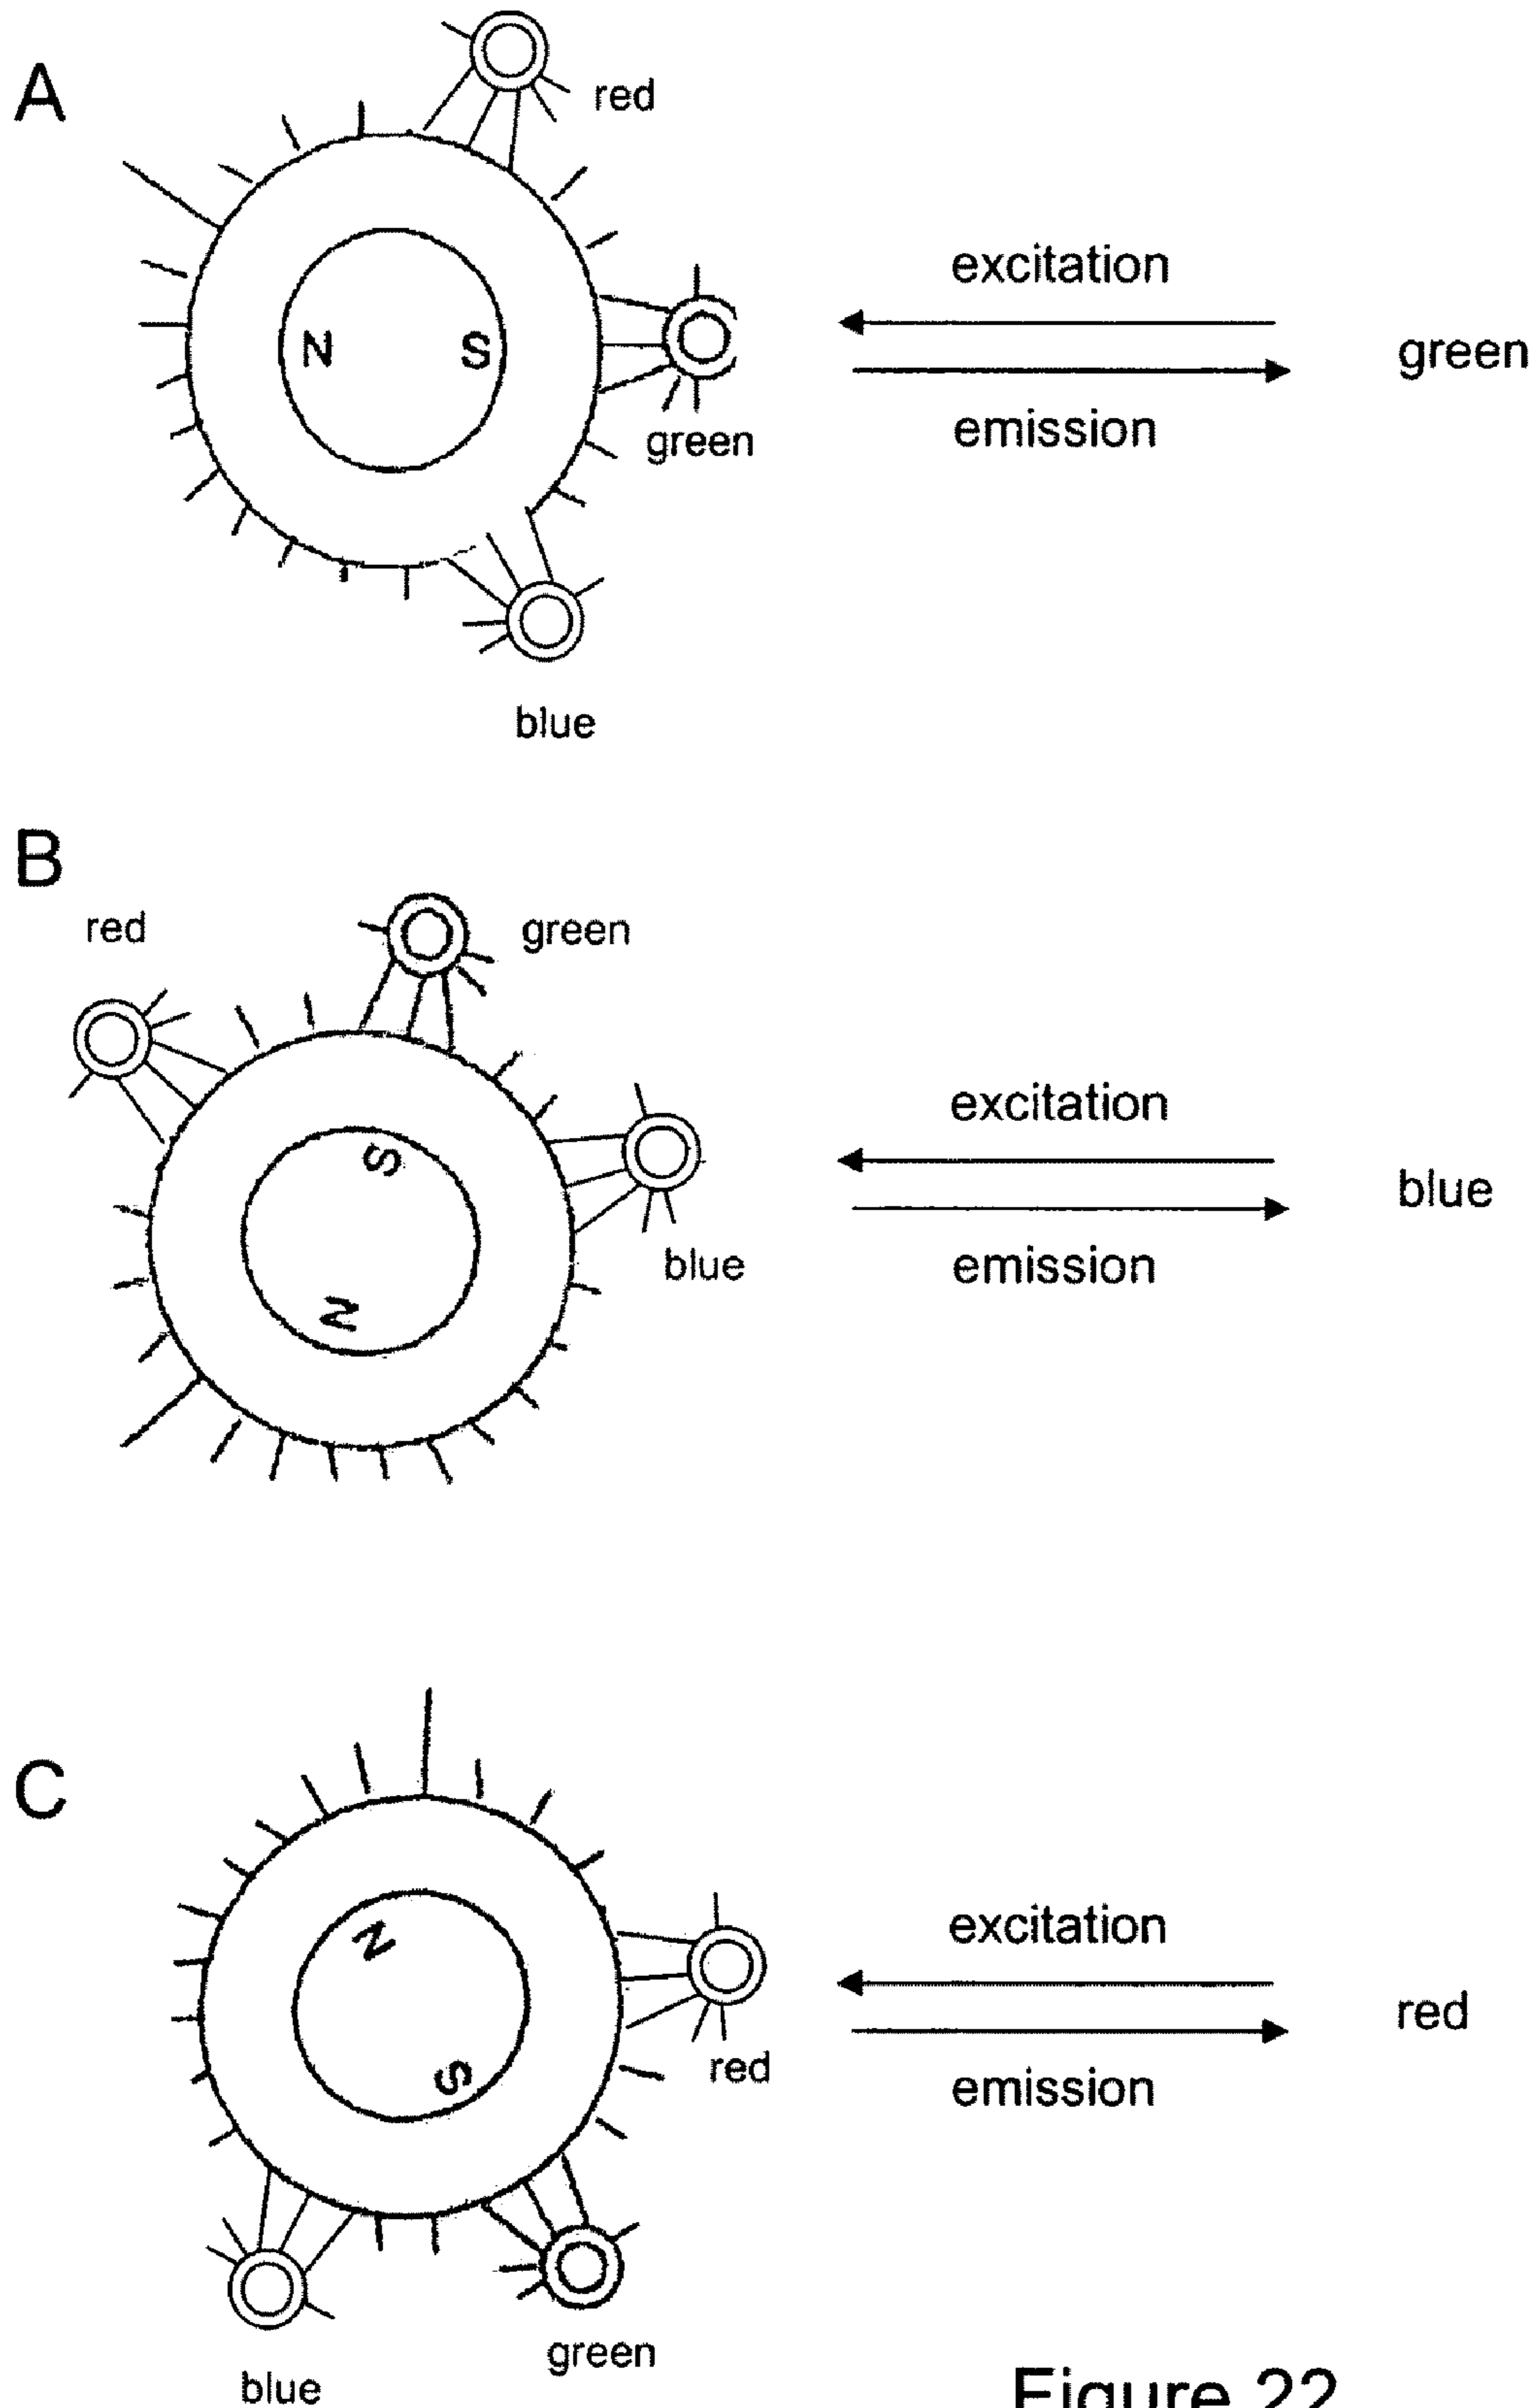 A
red
excitation
N S
green
emission
green
blue
B
red
green
S
excitation
blue
N
blue
emission
C
N
excitation
red
S
red
emission
green
blue
Figure 22